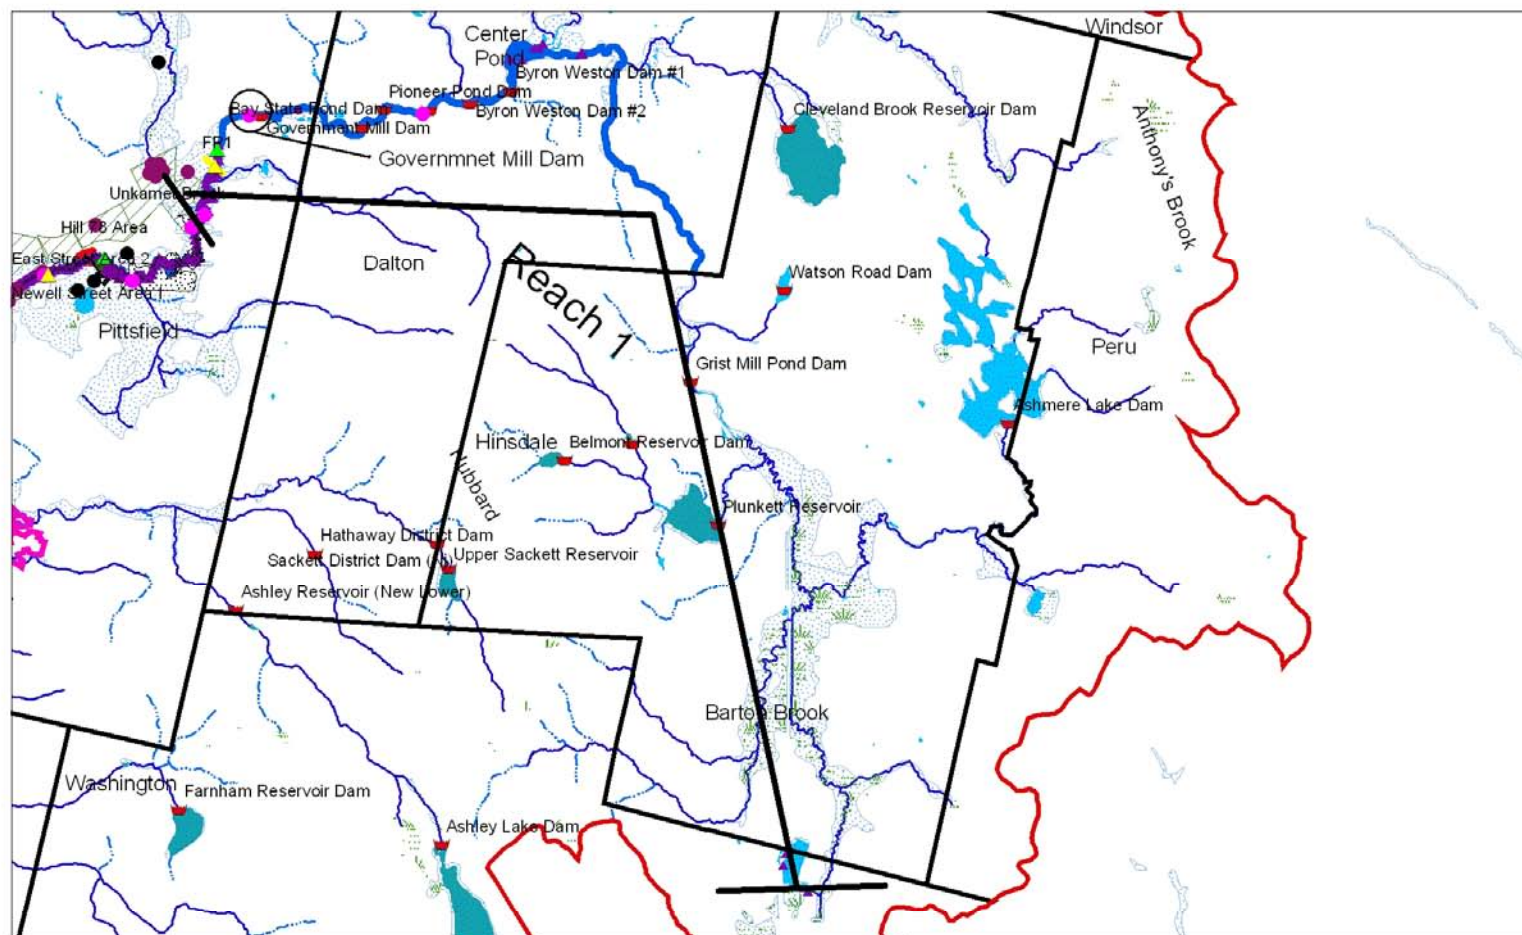 Windsor
Center
Pond
Byron Weston Dam #1
Pioneer Pond Dam
Bay State Pond Dam
Byron Weston Dam #2
Cleveland Brook Reservoir Dam
Government Mill Dam
FP1
Governmnet Mill Dam
Anthony's Brook
Unkamet Brook
Hill 78 Area
East Street Area 2
Newell Street Area I
Dalton
Reach 1
Watson Road Dam
Pittsfield
Peru
Grist Mill Pond Dam
Ashmere Lake Dam
Hinsdale
Belmont Reservoir Dam
Hubbard
Plunkett Reservoir
Hathaway District Dam
Sackett District Dam
Upper Sackett Reservoir
Ashley Reservoir (New Lower)
Barton Brook
Washington
Farnham Reservoir Dam
Ashley Lake Dam